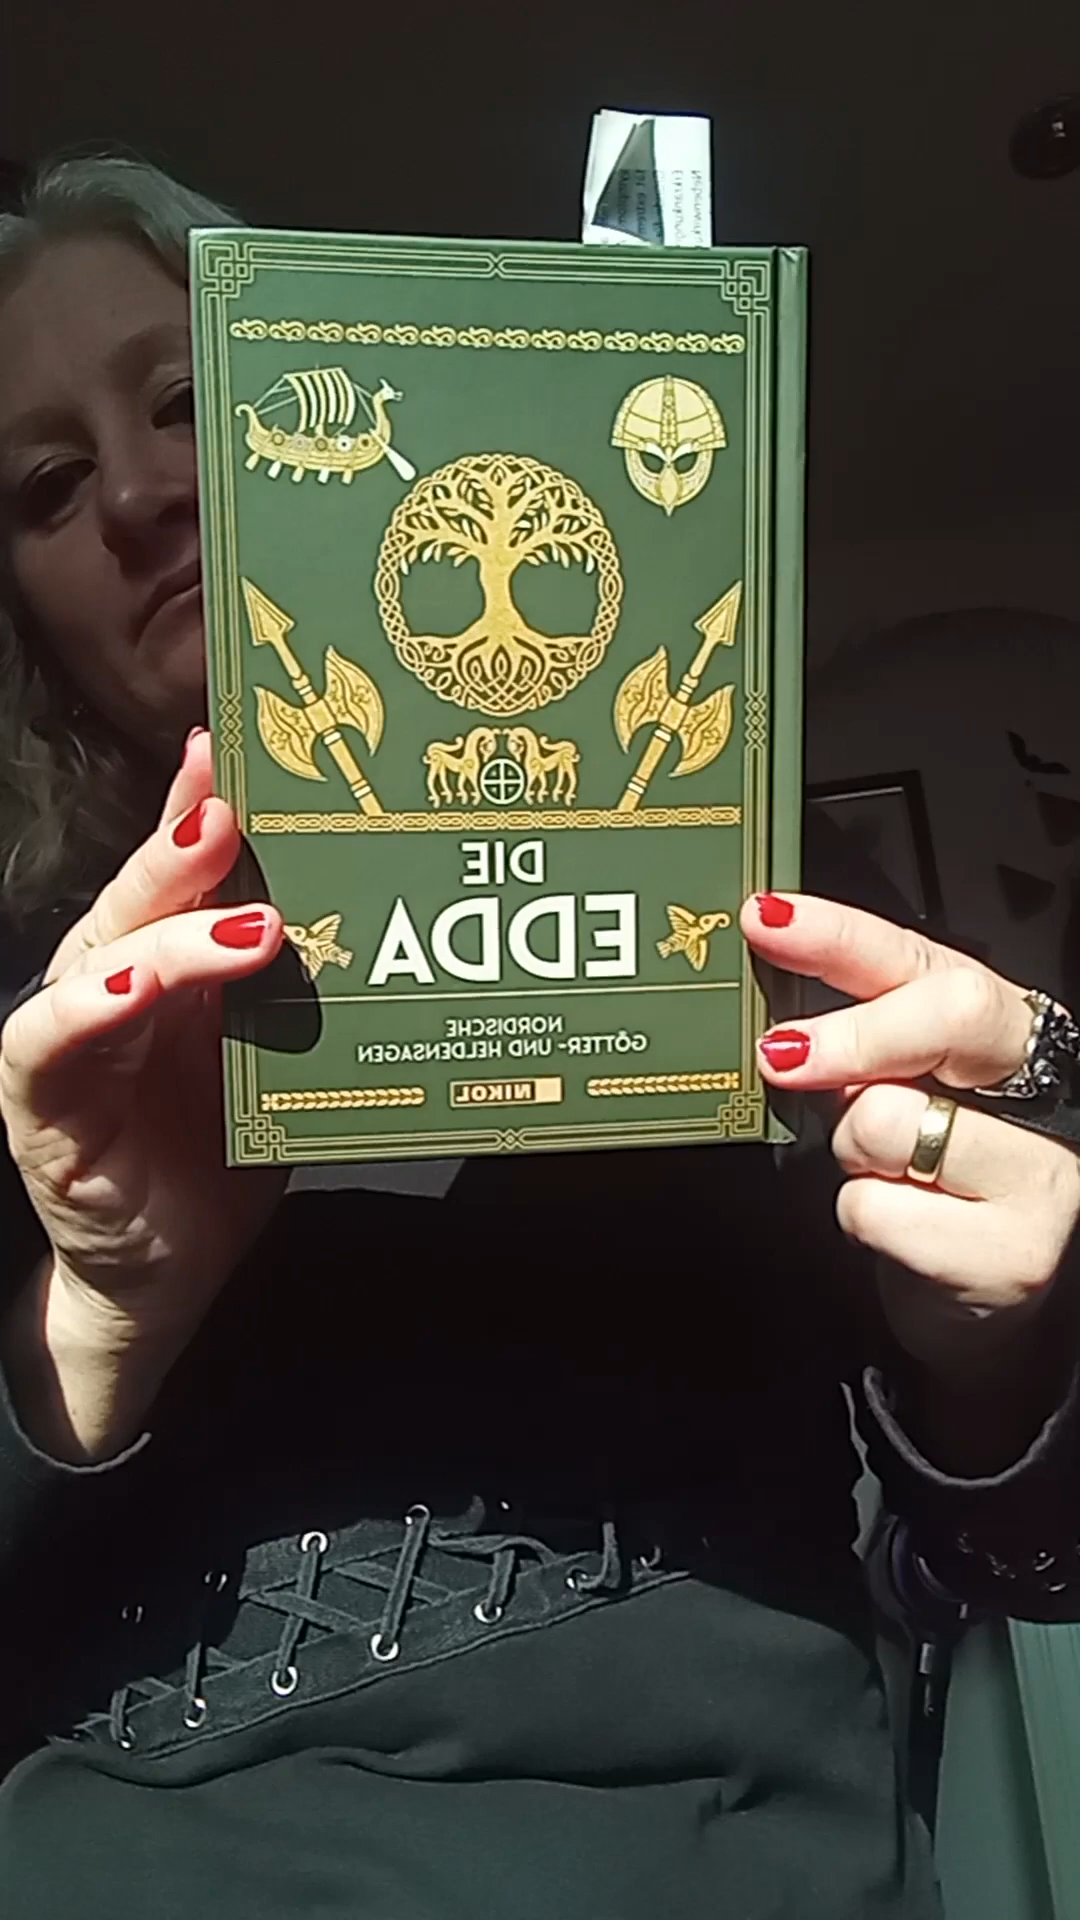 DIE
EDDA
NORDISCHE
GÖTTER- UND HELDENSAGEN
NIKOL